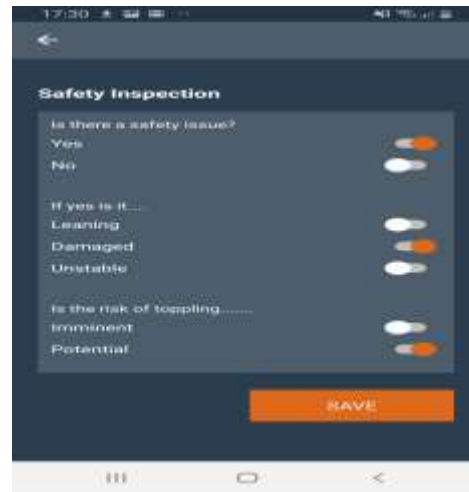 17:30
Safety Inspection
Is there a safety issue?
Yes
No
If yes is it....
Leaning
Damaged
Unstable
Is the risk of toppling.......
Imminent
Potential
SAVE